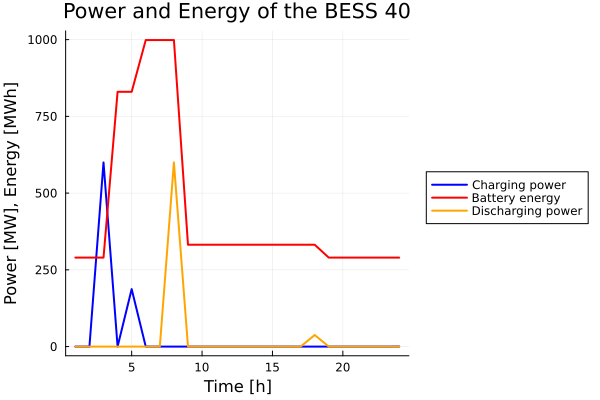 Power and Energy of the BESS 40
Power [MW], Energy [MWh]
1000
750
500
250
0
5 10 15 20
Time [h]
Charging power
Battery energy
Discharging power